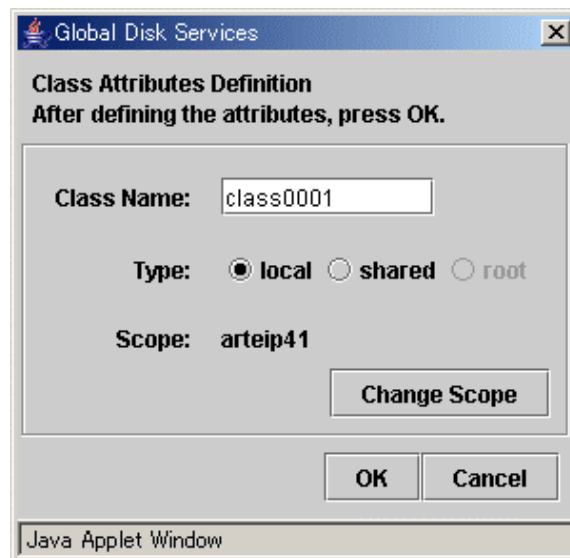 Global Disk Services
Class Attributes Definition
After defining the attributes, press OK.
Class Name: class0001
Type: local shared root
Scope: arteip41
Change Scope
OK Cancel
Java Applet Window